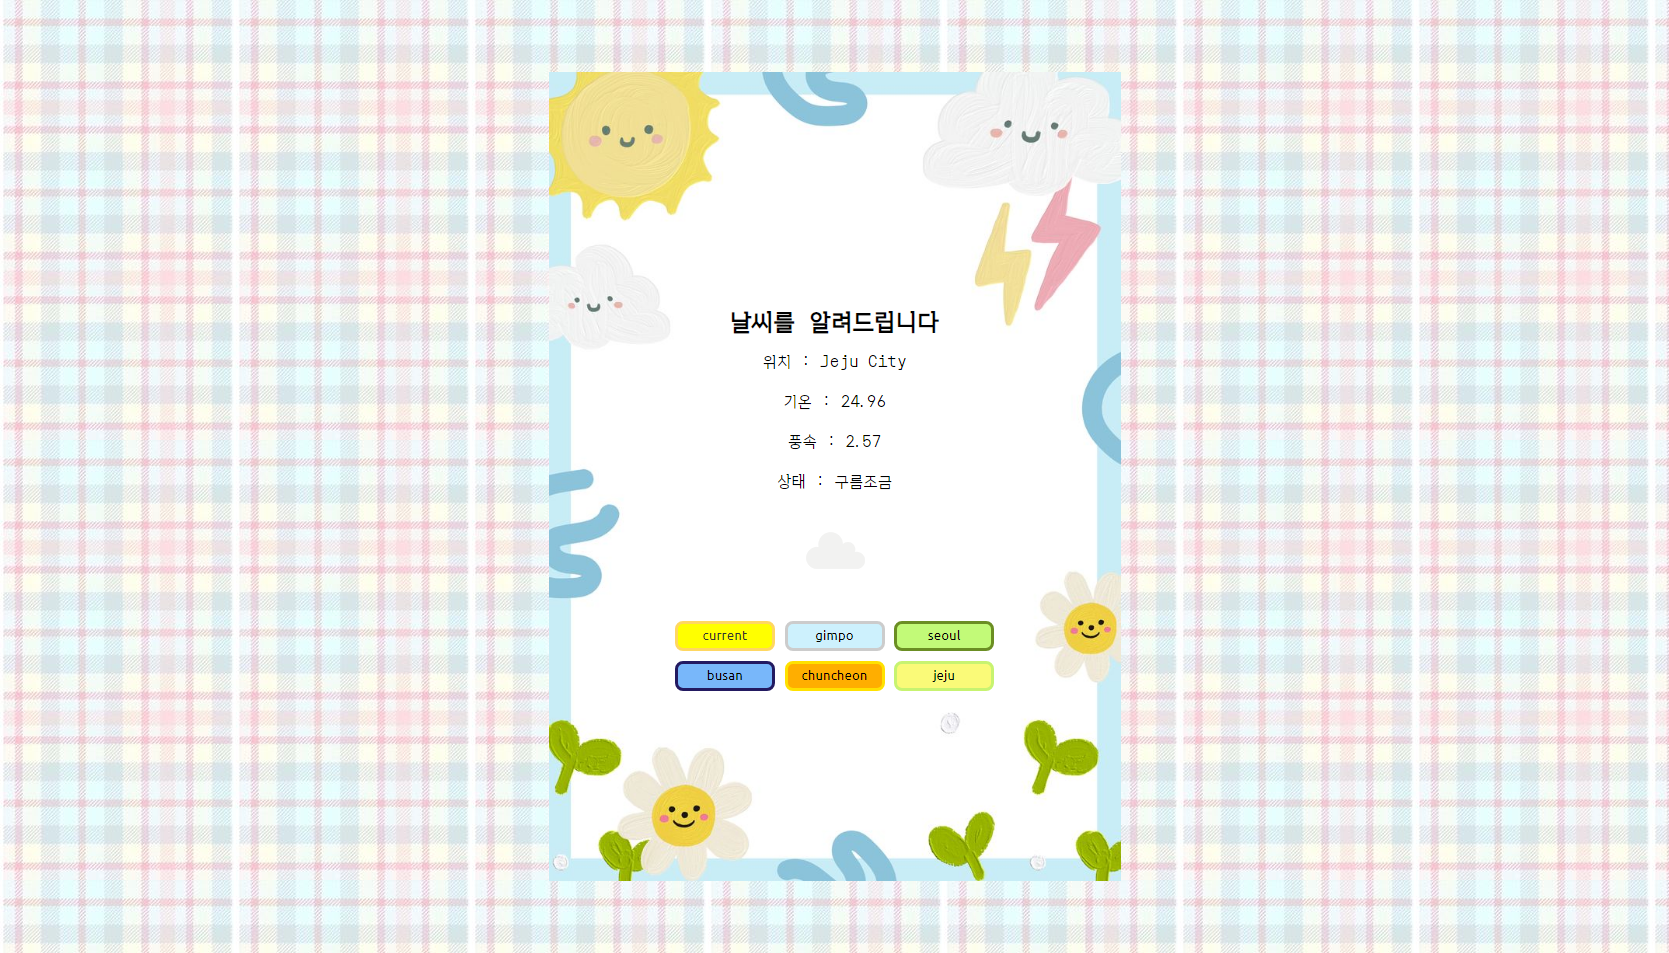 날씨를 알려드립니다
위치 : Jeju City
기온 : 24.96
풍속 : 2.57
상태 : 구름조금
current gimpo seoul
busan chuncheon jeju